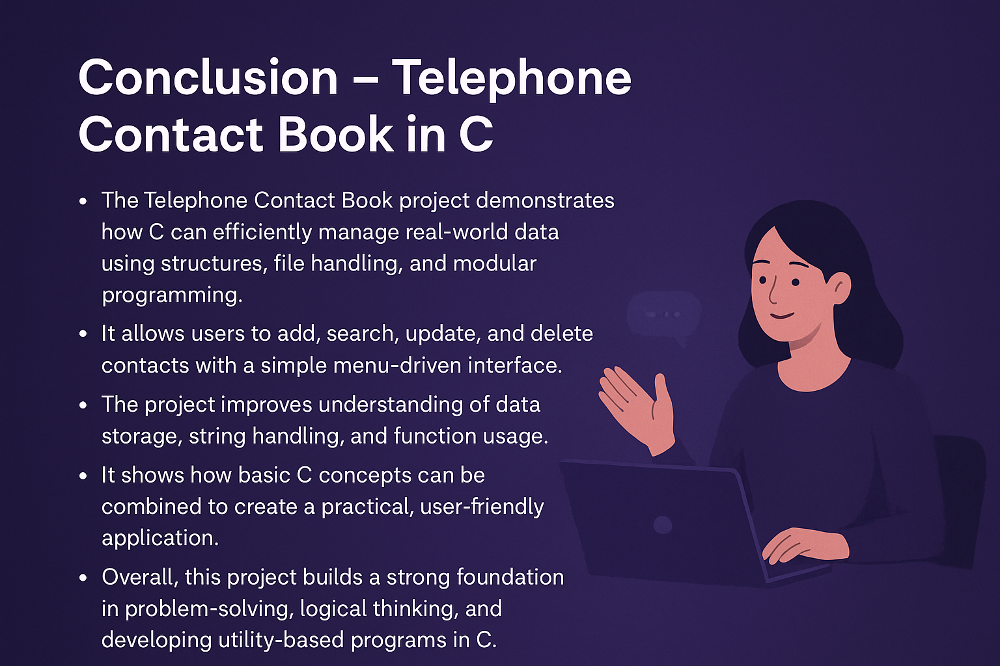 Conclusion – Telephone
Contact Book in C
• The Telephone Contact Book project demonstrates
how C can efficiently manage real-world data
using structures, file handling, and modular
programming.
• It allows users to add, search, update, and delete
contacts with a simple menu-driven interface.
• The project improves understanding of data
storage, string handling, and function usage.
• It shows how basic C concepts can be
combined to create a practical, user-friendly
application.
• Overall, this project builds a strong foundation
in problem-solving, logical thinking, and
developing utility-based programs in C.